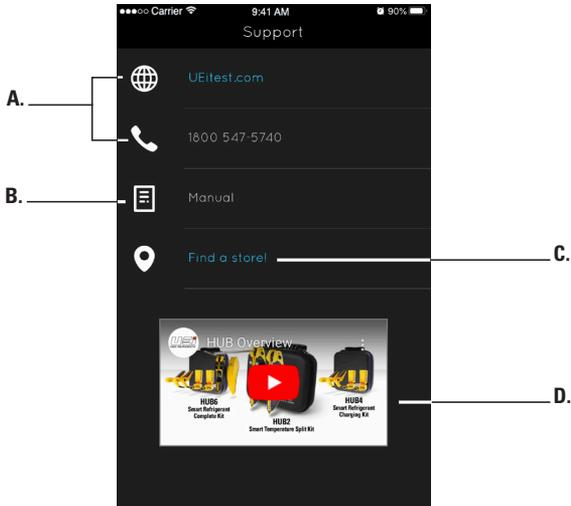 Carrier 9:41 AM 90%
Support
A.
UEitest.com
1800 547-5740
B.
Manual
C.
Find a store!
UEi
HUB Overview
HUB6
Smart Refrigerant
Complete Kit
HUB2
Smart Temperature Split Kit
HUB4
Smart Refrigerant
Charging Kit
D.